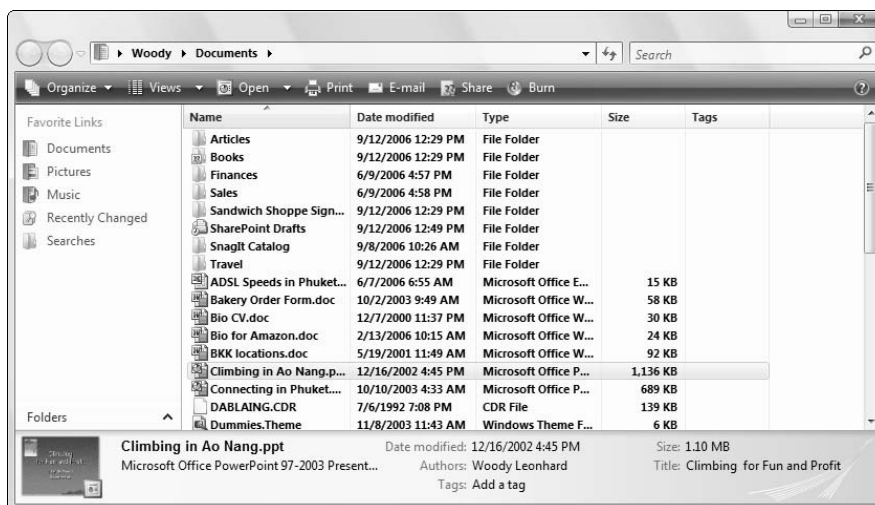 Woody ▸ Documents ▸ Search
Organize Views Open Print E-mail Share Burn
Favorite Links
Documents
Pictures
Music
Recently Changed
Searches
Folders
Name Date modified Type Size Tags
Articles 9/12/2006 12:29 PM File Folder
Books 9/12/2006 12:29 PM File Folder
Finances 6/9/2006 4:57 PM File Folder
Sales 6/9/2006 4:58 PM File Folder
Sandwich Shoppe Sign... 9/12/2006 12:29 PM File Folder
SharePoint Drafts 9/12/2006 12:49 PM File Folder
SnagIt Catalog 9/8/2006 10:26 AM File Folder
Travel 9/12/2006 12:29 PM File Folder
ADSL Speeds in Phuket... 6/7/2006 6:55 AM Microsoft Office E... 15 KB
Bakery Order Form.doc 10/2/2003 9:49 AM Microsoft Office W... 58 KB
Bio CV.doc 12/7/2000 11:37 PM Microsoft Office W... 30 KB
Bio for Amazon.doc 2/13/2006 10:15 AM Microsoft Office W... 24 KB
BKK locations.doc 5/19/2001 11:49 AM Microsoft Office W... 92 KB
Climbing in Ao Nang.p... 12/16/2002 4:45 PM Microsoft Office P... 1,136 KB
Connecting in Phuket.... 10/10/2003 4:33 AM Microsoft Office P... 689 KB
DABLAING.CDR 7/6/1992 7:08 PM CDR File 139 KB
Dummies.Theme 11/8/2003 11:43 AM Windows Theme F... 6 KB
Climbing in Ao Nang.ppt Date modified: 12/16/2002 4:45 PM Size: 1.10 MB
Microsoft Office PowerPoint 97-2003 Present... Authors: Woody Leonhard Title: Climbing for Fun and Profit
Tags: Add a tag